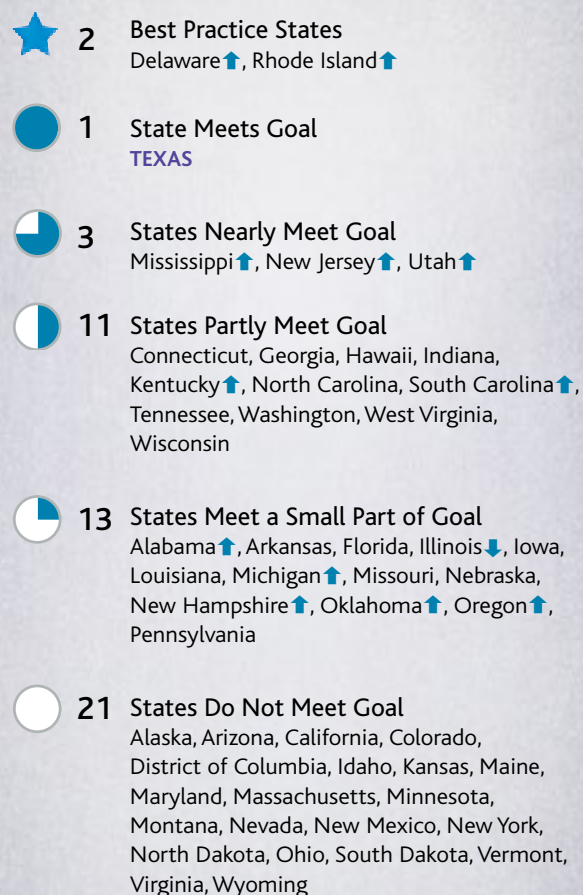 2 Best Practice States
Delaware⬆, Rhode Island⬆
1 State Meets Goal
TEXAS
3 States Nearly Meet Goal
Mississippi⬆, New Jersey⬆, Utah⬆
11 States Partly Meet Goal
Connecticut, Georgia, Hawaii, Indiana,
Kentucky⬆, North Carolina, South Carolina⬆,
Tennessee, Washington, West Virginia,
Wisconsin
13 States Meet a Small Part of Goal
Alabama⬆, Arkansas, Florida, Illinois⬇, Iowa,
Louisiana, Michigan⬆, Missouri, Nebraska,
New Hampshire⬆, Oklahoma⬆, Oregon⬆,
Pennsylvania
21 States Do Not Meet Goal
Alaska, Arizona, California, Colorado,
District of Columbia, Idaho, Kansas, Maine,
Maryland, Massachusetts, Minnesota,
Montana, Nevada, New Mexico, New York,
North Dakota, Ohio, South Dakota, Vermont,
Virginia, Wyoming